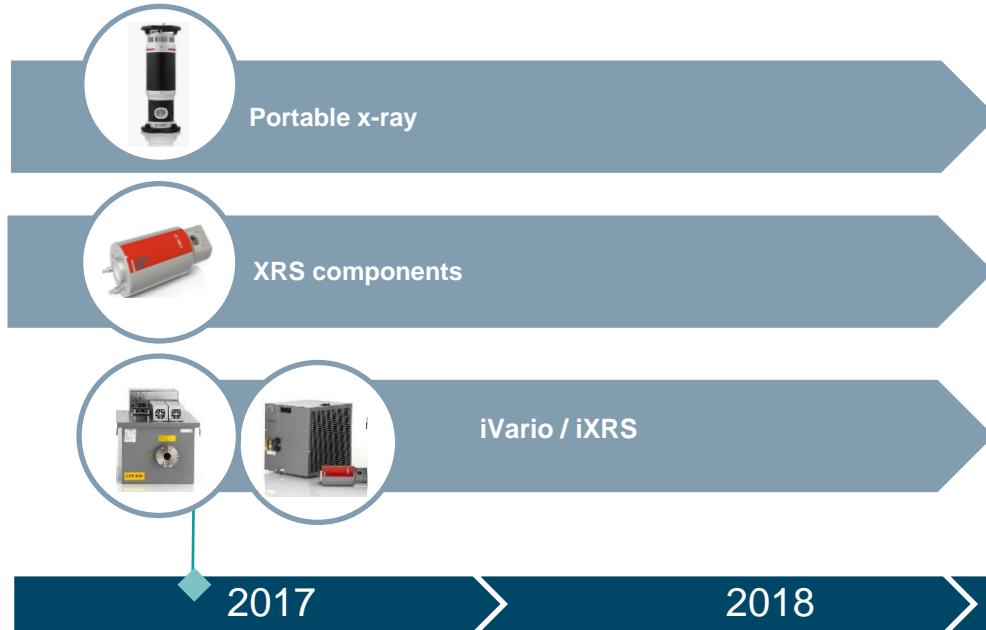 Portable x-ray
XRS components
iVario / iXRS
2017
2018